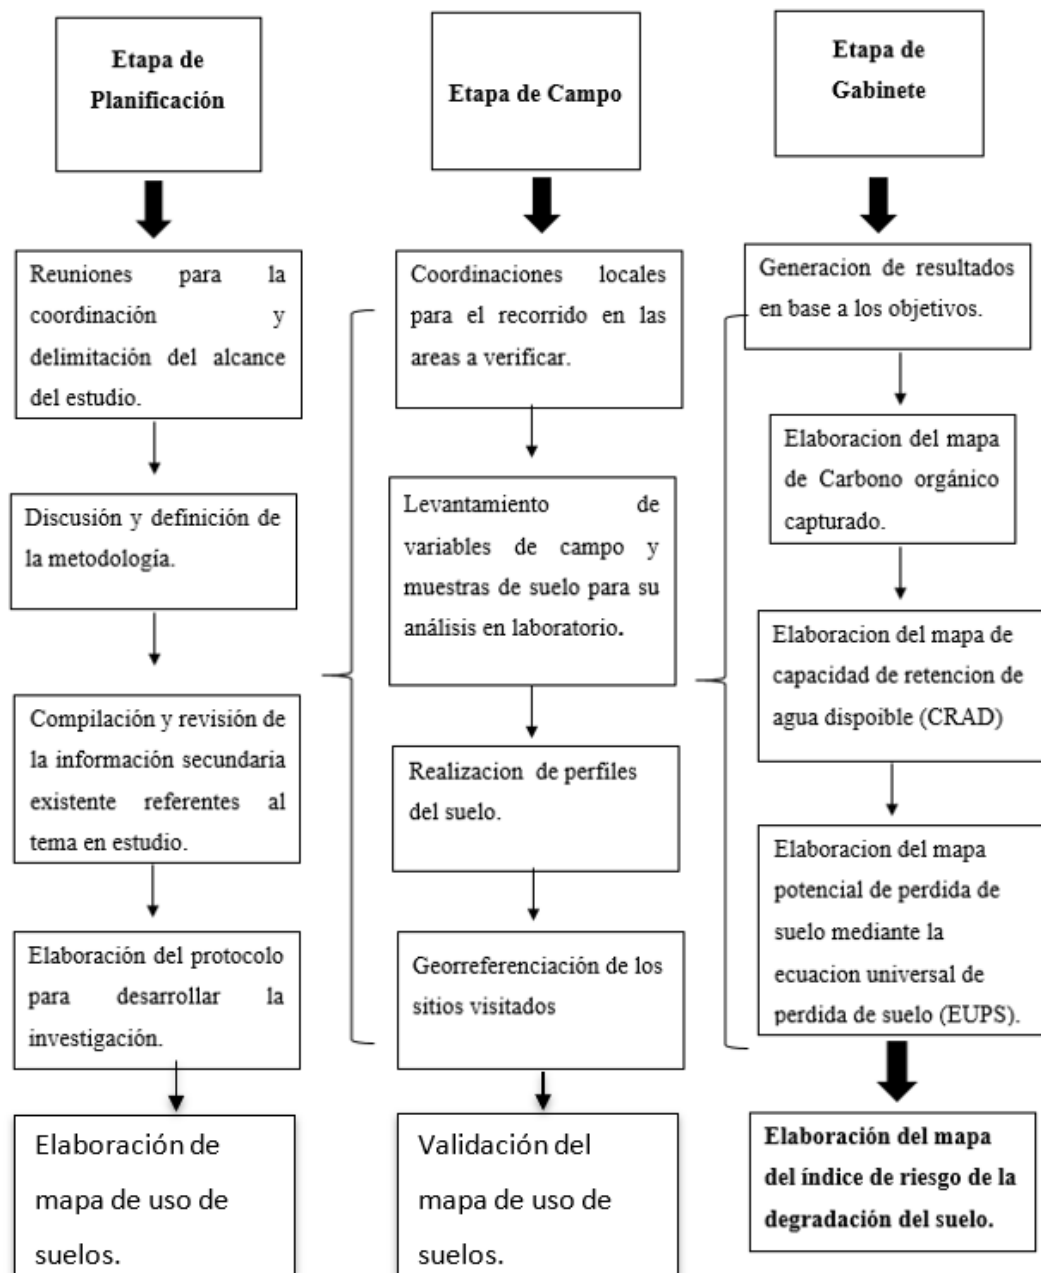 Etapa de
Planificación
Reuniones para la
coordinación y
delimitación del alcance
del estudio.
Discusión y definición de
la metodología.
Compilación y revisión de
la información secundaria
existente referentes al
tema en estudio.
Elaboración del protocolo
para desarrollar la
investigación.
Elaboración de
mapa de uso de
suelos.
Etapa de Campo
Coordinaciones locales
para el recorrido en las
areas a verificar.
Levantamiento de
variables de campo y
muestras de suelo para su
análisis en laboratorio.
Realizacion de perfiles
del suelo.
Georreferenciación de los
sitios visitados
Validación del
mapa de uso de
suelos.
Etapa de
Gabinete
Generacion de resultados
en base a los objetivos.
Elaboracion del mapa
de Carbono orgánico
capturado.
Elaboracion del mapa de
capacidad de retencion de
agua dispoible (CRAD)
Elaboracion del mapa
potencial de perdida de
suelo mediante la
ecuacion universal de
perdida de suelo (EUPS).
Elaboración del mapa
del índice de riesgo de la
degradación del suelo.